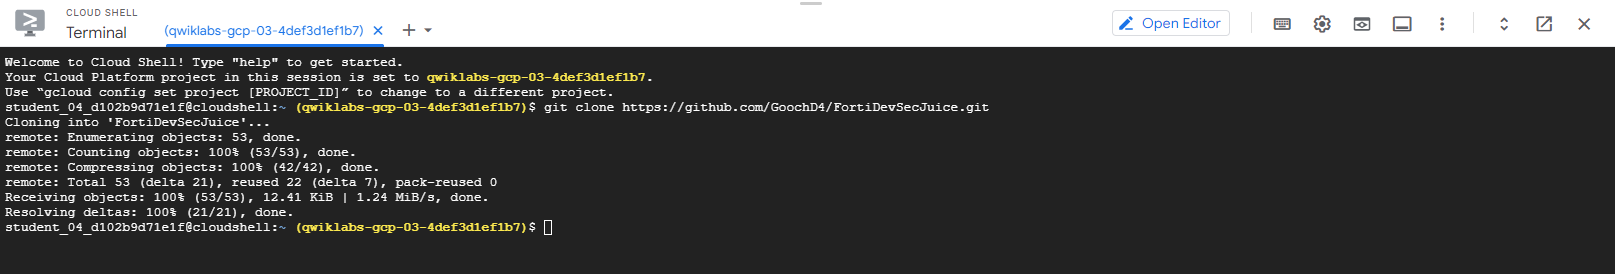 CLOUD SHELL
Terminal
(qwiklabs-gcp-03-4def3d1ef1b7)
Open Editor
Welcome to Cloud Shell! Type "help" to get started.
Your Cloud Platform project in this session is set to qwiklabs-gcp-03-4def3d1ef1b7.
Use “gcloud config set project [PROJECT_ID]” to change to a different project.
student_04_d102b9d71e1f@cloudshell:~ (qwiklabs-gcp-03-4def3d1ef1b7)$ git clone https://github.com/GoochD4/FortiDevSecJuice.git
Cloning into 'FortiDevSecJuice'...
remote: Enumerating objects: 53, done.
remote: Counting objects: 100% (53/53), done.
remote: Compressing objects: 100% (42/42), done.
remote: Total 53 (delta 21), reused 22 (delta 7), pack-reused 0
Receiving objects: 100% (53/53), 12.41 KiB | 1.24 MiB/s, done.
Resolving deltas: 100% (21/21), done.
student_04_d102b9d71e1f@cloudshell:~ (qwiklabs-gcp-03-4def3d1ef1b7)$